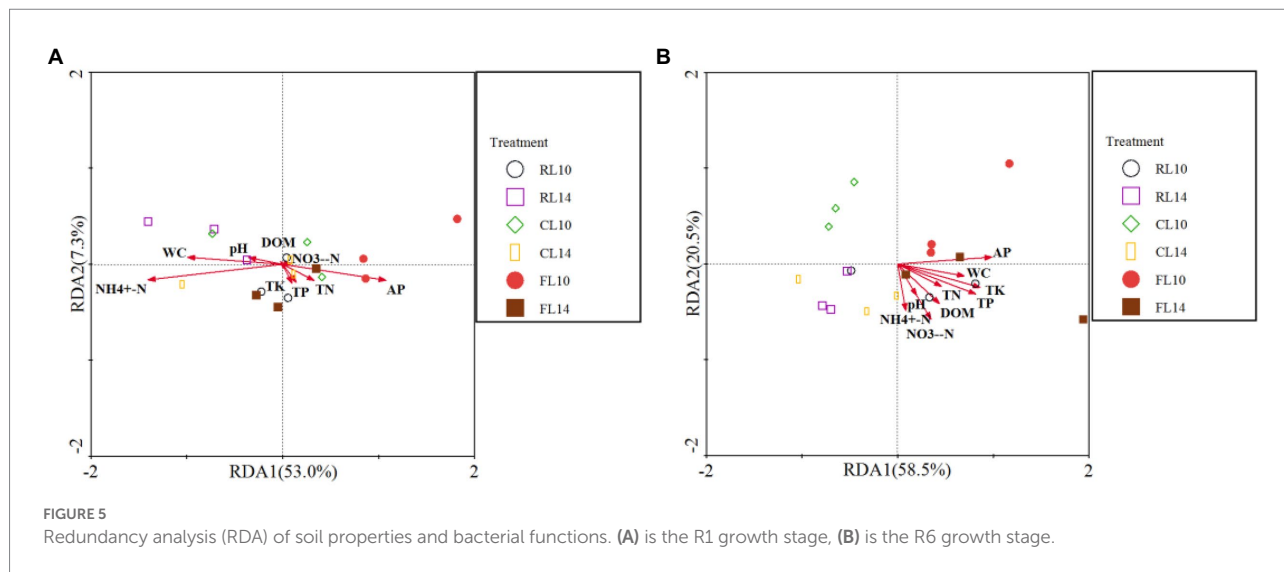 A
2
RDA2(7.3%)
-2
-2
RDA1(53.0%)
2
WC
pH
DOM
NO3--N
NH4+-N
TK
TP
TN
AP
Treatment
RL10
RL14
CL10
CL14
FL10
FL14
B
2
RDA2(20.5%)
-2
-2
RDA1(58.5%)
2
AP
WC
TK
TN
TP
pH
DOM
NH4+-N
NO3--N
Treatment
RL10
RL14
CL10
CL14
FL10
FL14
FIGURE 5
Redundancy analysis (RDA) of soil properties and bacterial functions. (A) is the R1 growth stage, (B) is the R6 growth stage.